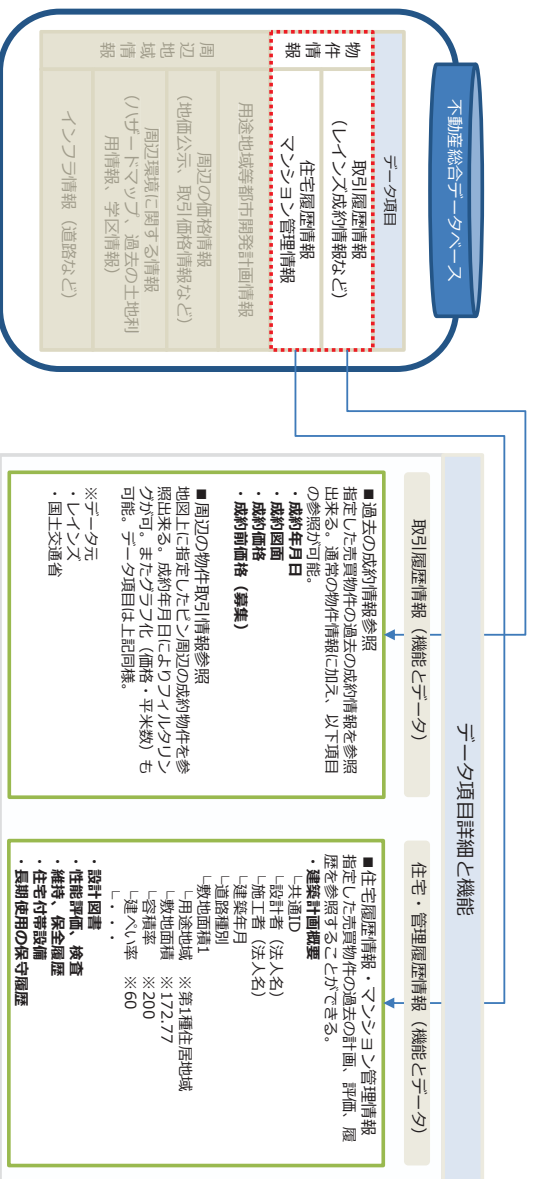 不動産総合データベース
データ項目
物件情報
取引履歴情報
(レインズ成約情報など)
住宅履歴情報
マンション管理情報
周辺地域情報
用途地域等都市開発計画情報
周辺の価格情報
(地価公示、取引価格情報など)
周辺環境に関する情報
(ハザードマップ、過去の土地利
用情報、学区情報)
インフラ情報(道路など)
データ項目詳細と機能
取引履歴情報(機能とデータ)
■過去の成約情報参照
指定した売買物件の過去の成約情報を参照
出来る。通常の物件情報に加え、以下項目
の参照が可能。
・成約年月日
・成約図面
・成約価格
・成約前価格(募集)
■周辺の物件取引情報参照
地図上に指定したピン周辺の成約物件を参
照出来る。成約年月日によりフィルタリン
グが可。またグラフ化(価格・平米数)も
可能。データ項目は上記同様。
※データ元
・レインズ
・国土交通省
住宅・管理履歴情報(機能とデータ)
■住宅履歴情報・マンション管理情報
指定した売買物件の過去の計画、評価、履
歴を参照することができる。
・建築計画概要
└共通ID
└設計者(法人名)
└施工者(法人名)
└建築年月
└道路種別
└敷地面積1
└用途地域 ※第1種住居地域
└敷地面積 ※172.77
└容積率 ※200
└建ぺい率 ※60
└・・・
・設計図書
・性能評価、検査
・維持、保全履歴
・住宅付帯設備
・長期使用の保守履歴